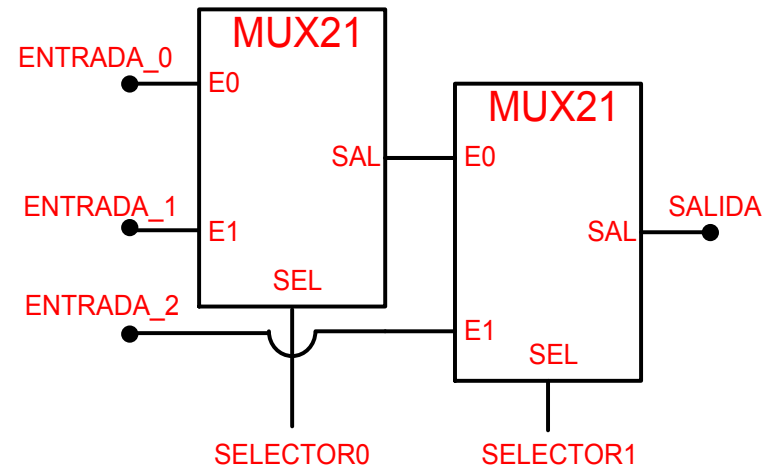 MUX21
ENTRADA_0
E0
MUX21
SAL
E0
ENTRADA_1
E1
SALIDA
SAL
SEL
ENTRADA_2
E1
SEL
SELECTOR0
SELECTOR1